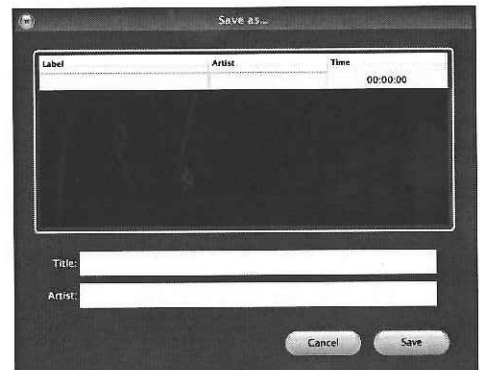 Save as...
Label Artist Time
00:00:00
Title:
Artist:
Cancel Save